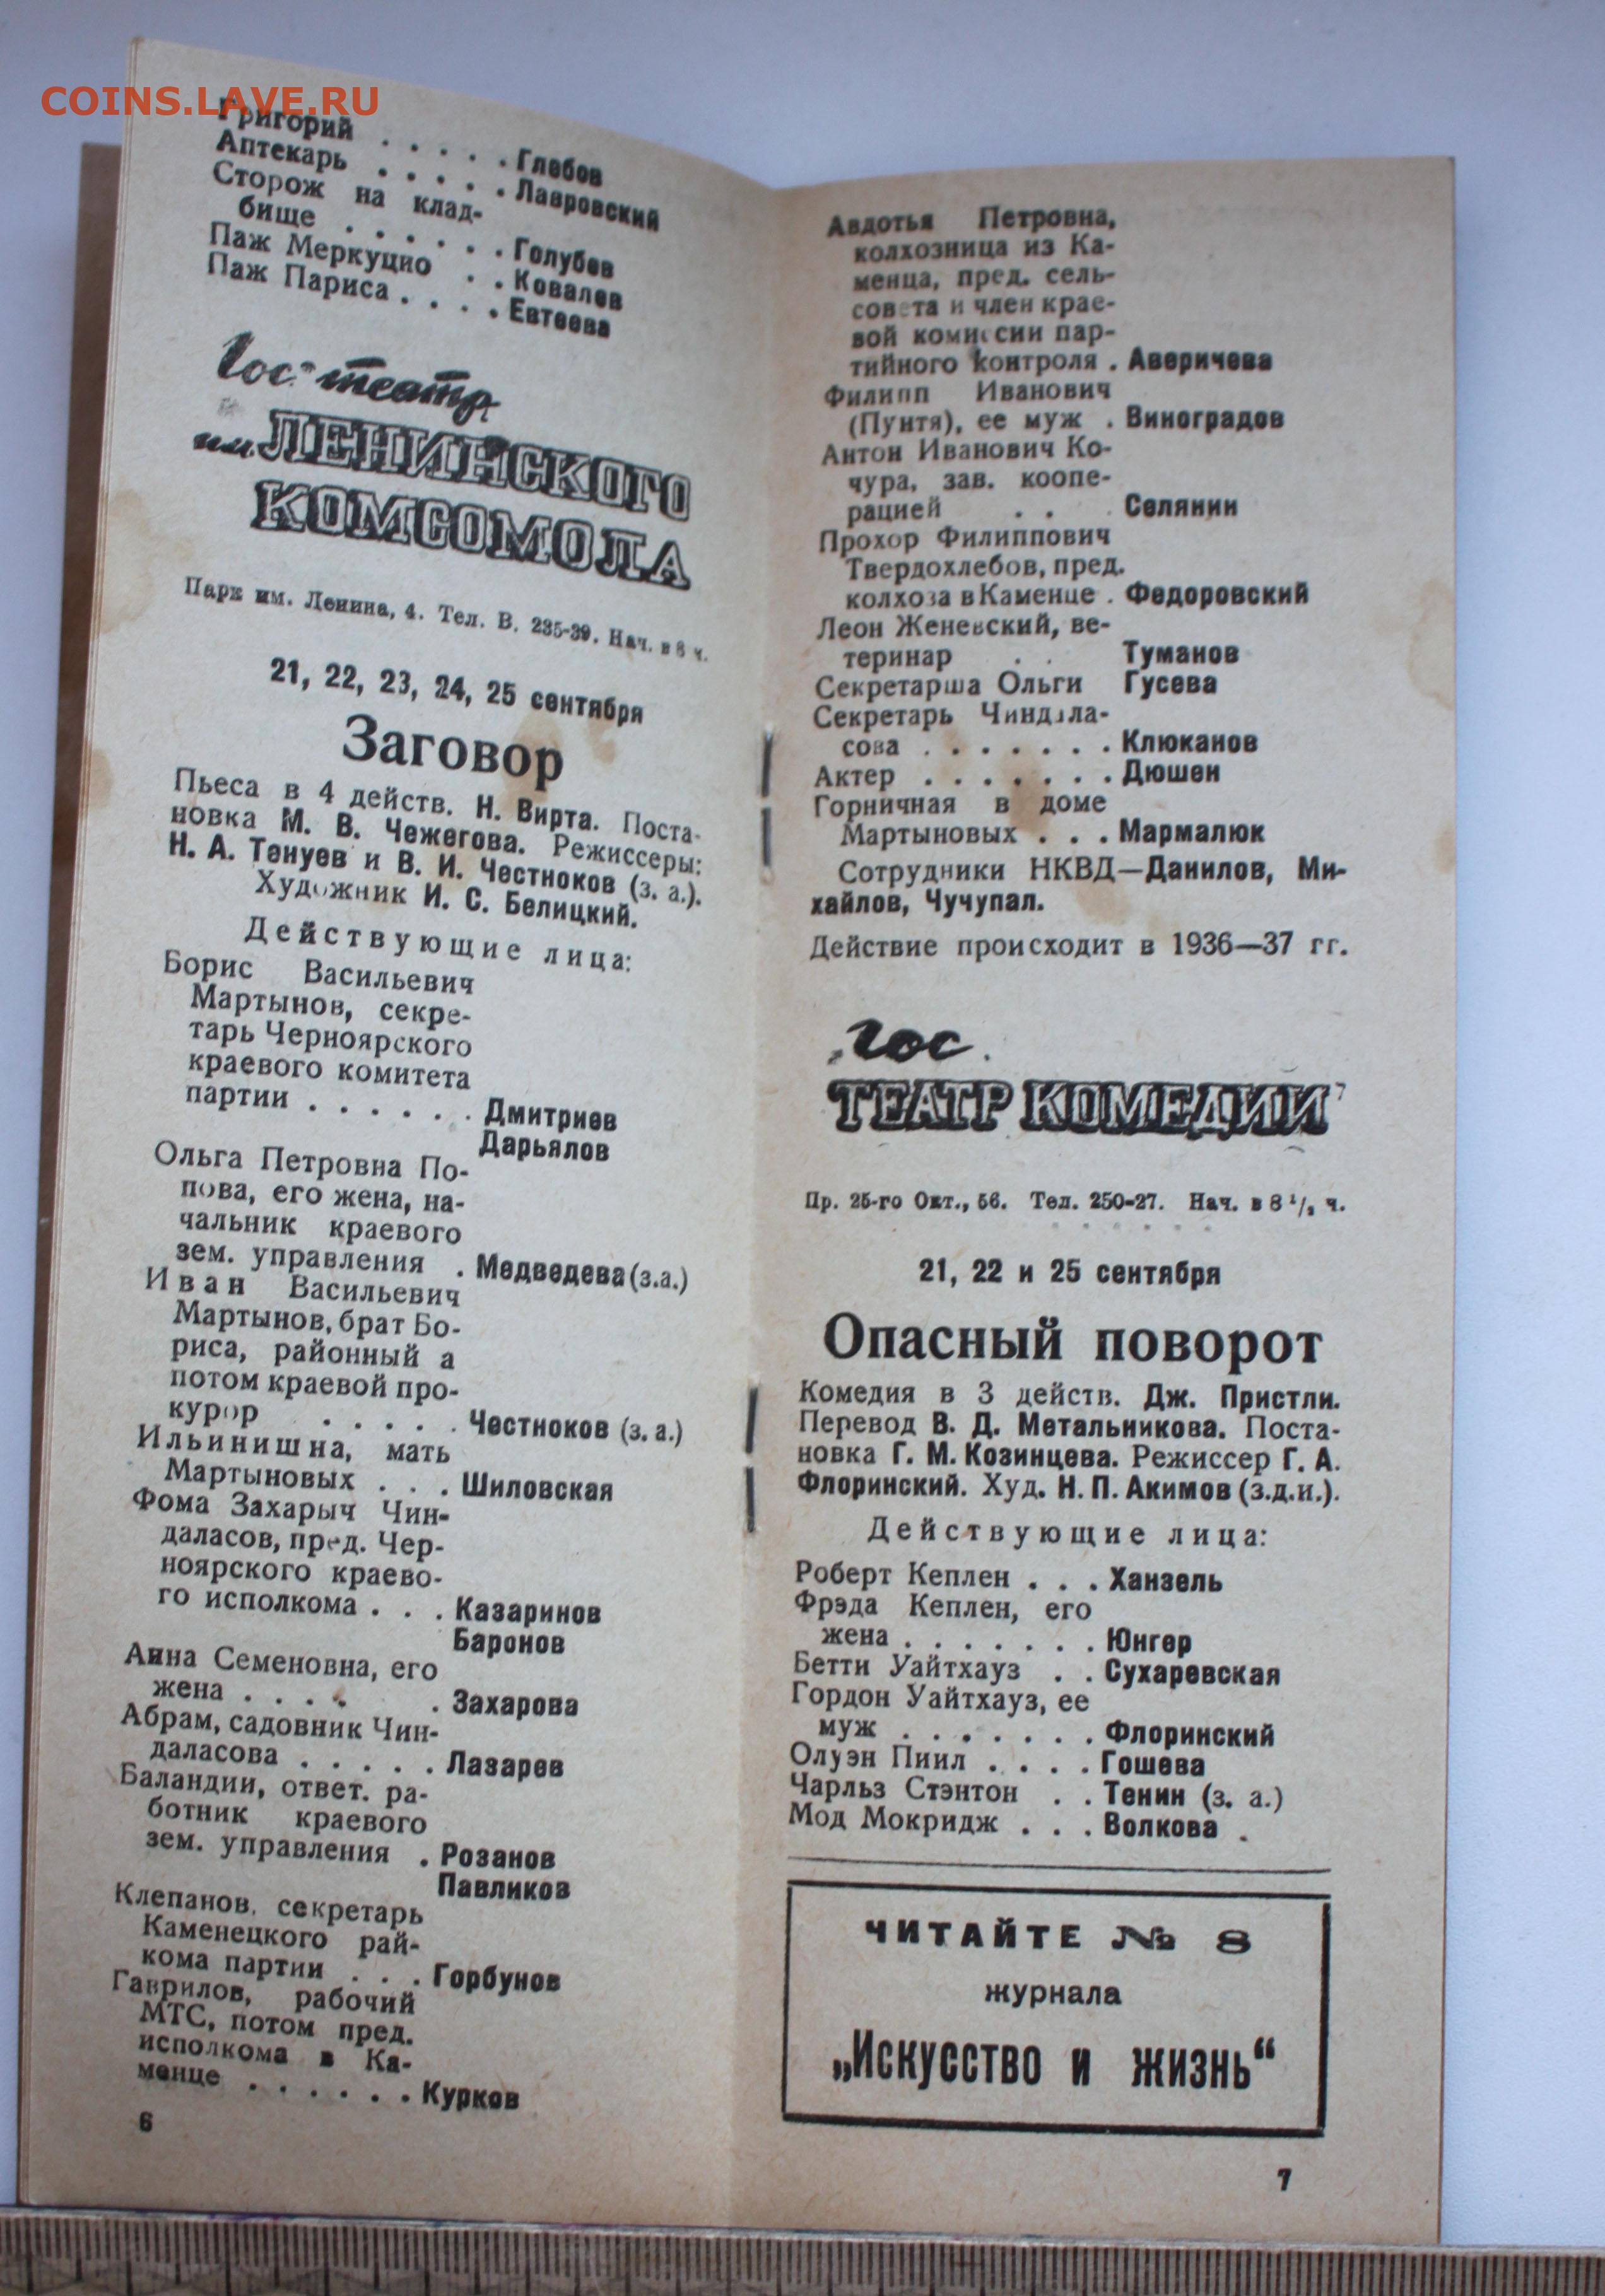 COINS.LAVE.RU
Григорий . . . . . Глебов
Аптекарь . . . . . Лавровский
Сторож на клад-
бище . . . . . . Голубев
Паж Меркуцио . . Ковалев
Паж Париса . . . . Евтеева
Гос. театр
им. ЛЕНИНСКОГО
КОМСОМОЛА
Парк им. Ленина, 4. Тел. В. 235-39. Нач. в 8 ч.
21, 22, 23, 24, 25 сентября
Заговор
Пьеса в 4 действ. Н. Вирта. Поста-
новка М. В. Чежегова. Режиссеры:
Н. А. Тенуев и В. И. Честноков (з. а.).
Художник И. С. Белицкий.
Действующие лица:
Борис Васильевич
Мартынов, секре-
тарь Черноярского
краевого комитета
партии . . . . . . Дмитриев
Дарьялов
Ольга Петровна По-
пова, его жена, на-
чальник краевого
зем. управления . Медведева (з.а.)
Иван Васильевич
Мартынов, брат Бо-
риса, районный а
потом краевой про-
курор . . . . . Честноков (з. а.)
Ильинишна, мать
Мартыновых . . . Шиловская
Фома Захарыч Чин-
даласов, пред. Чер-
ноярского краево-
го исполкома . . . Казаринов
Баронов
Анна Семеновна, его
жена . . . . . Захарова
Абрам, садовник Чин-
даласова . . . . . Лазарев
Баландин, ответ. ра-
ботник краевого
зем. управления . Розанов
Павликов
Клепанов, секретарь
Каменецкого рай-
кома партии . . . Горбунов
Гаврилов, рабочий
МТС, потом пред.
исполкома в Ка-
менце . . . . . . Курков
6
Авдотья Петровна,
колхозница из Ка-
менца, пред. сель-
совета и член крае-
вой комиссии пар-
тийного контроля . Аверичева
Филипп Иванович
(Пунтя), ее муж . Виноградов
Антон Иванович Ко-
чура, зав. коопе-
рацией . . . Селянин
Прохор Филиппович
Твердохлебов, пред.
колхоза в Каменце . Федоровский
Леон Женевский, ве-
теринар . . Туманов
Секретарша Ольги Гусева
Секретарь Чиндала-
сова . . . . . . . Клюканов
Актер . . . . . . . Дюшен
Горничная в доме
Мартыновых . . . Мармалюк
Сотрудники НКВД—Данилов, Ми-
хайлов, Чучупал.
Действие происходит в 1936—37 гг.
Гос.
ТЕАТР КОМЕДИИ
Пр. 25-го Окт., 56. Тел. 250-27. Нач. в 8 1/2 ч.
21, 22 и 25 сентября
Опасный поворот
Комедия в 3 действ. Дж. Пристли.
Перевод В. Д. Метальникова. Поста-
новка Г. М. Козинцева. Режиссер Г. А.
Флоринский. Худ. Н. П. Акимов (з.д.и.).
Действующие лица:
Роберт Кеплен . . . Ханзель
Фрэда Кеплен, его
жена . . . . . . . Юнгер
Бетти Уайтхауз . . Сухаревская
Гордон Уайтхауз, ее
муж . . . . . . . Флоринский
Олуэн Пиил . . . . Гошева
Чарльз Стэнтон . . Тенин (з. а.)
Мод Мокридж . . . Волкова
ЧИТАЙТЕ № 8
журнала
„Искусство и жизнь“
7